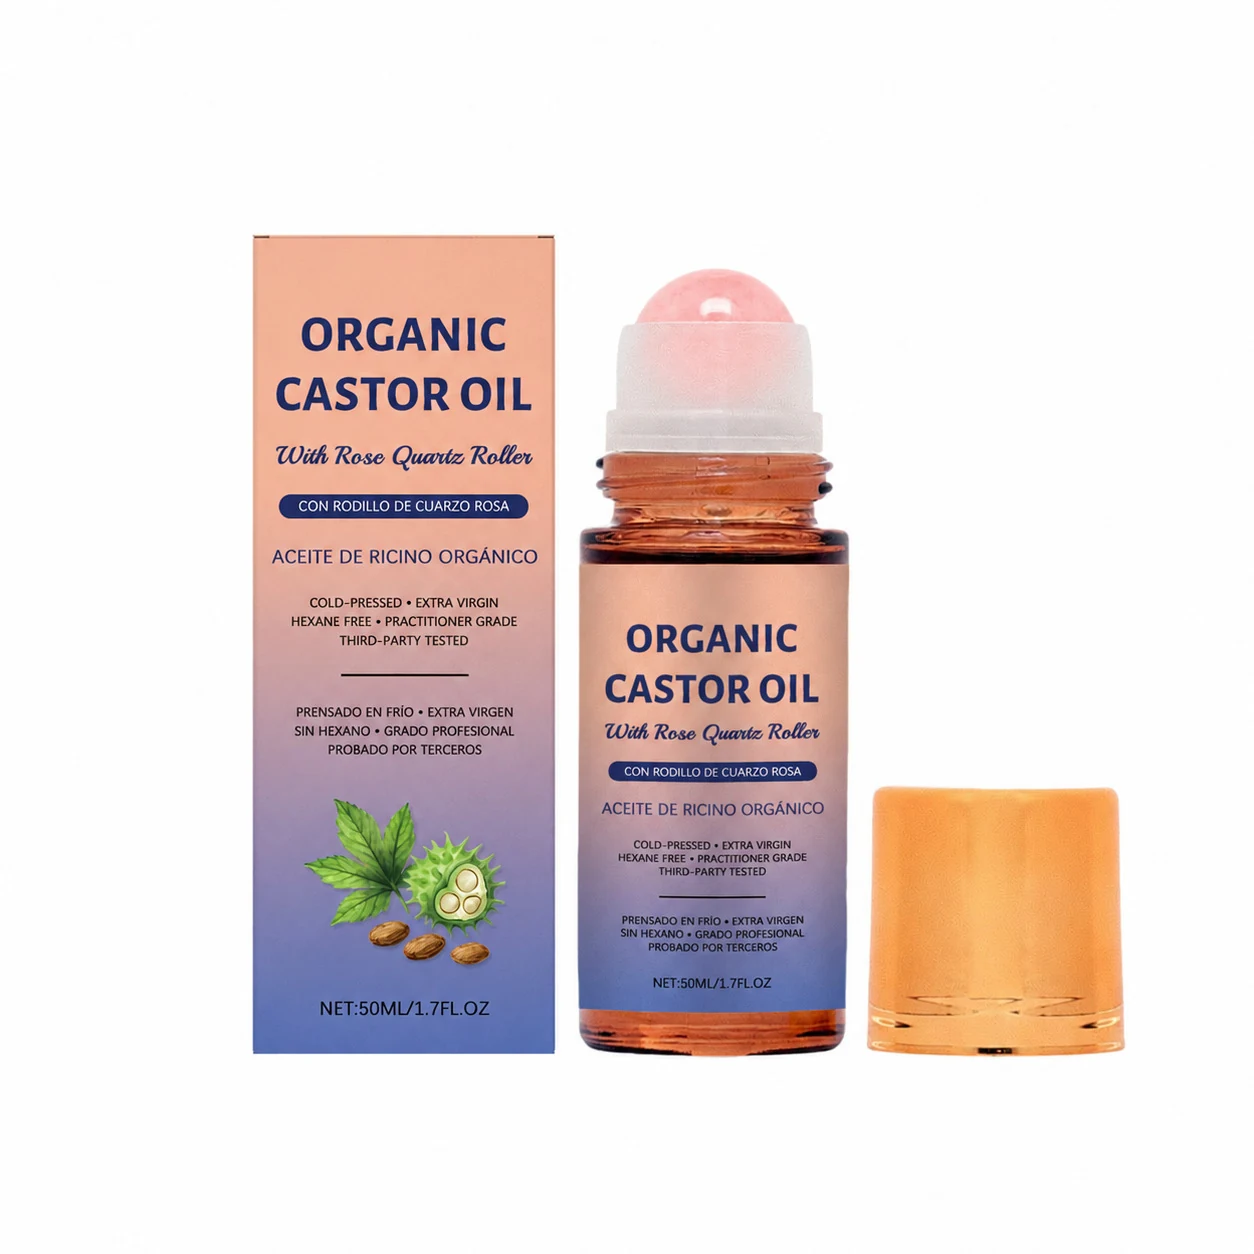 ORGANIC
CASTOR OIL
With Rose Quartz Roller
CON RODILLO DE CUARZO ROSA
ACEITE DE RICINO ORGÁNICO
COLD-PRESSED • EXTRA VIRGIN
HEXANE FREE • PRACTITIONER GRADE
THIRD-PARTY TESTED
PRENSADO EN FRÍO • EXTRA VIRGEN
SIN HEXANO • GRADO PROFESIONAL
PROBADO POR TERCEROS
NET:50ML/1.7FL.OZ
ORGANIC
CASTOR OIL
With Rose Quartz Roller
CON RODILLO DE CUARZO ROSA
ACEITE DE RICINO ORGÁNICO
COLD-PRESSED • EXTRA VIRGIN
HEXANE FREE • PRACTITIONER GRADE
THIRD-PARTY TESTED
PRENSADO EN FRÍO • EXTRA VIRGEN
SIN HEXANO • GRADO PROFESIONAL
PROBADO POR TERCEROS
NET:50ML/1.7FL.OZ